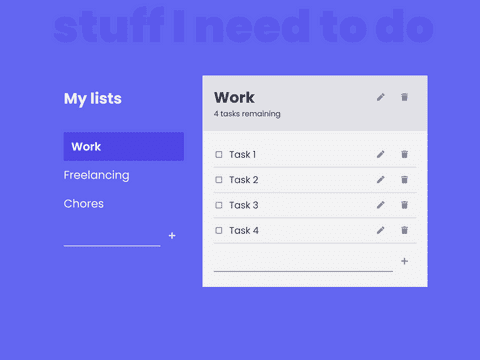 stuff I need to do
My lists
Work
Freelancing
Chores
+
Work
4 tasks remaining
Task 1
Task 2
Task 3
Task 4
+